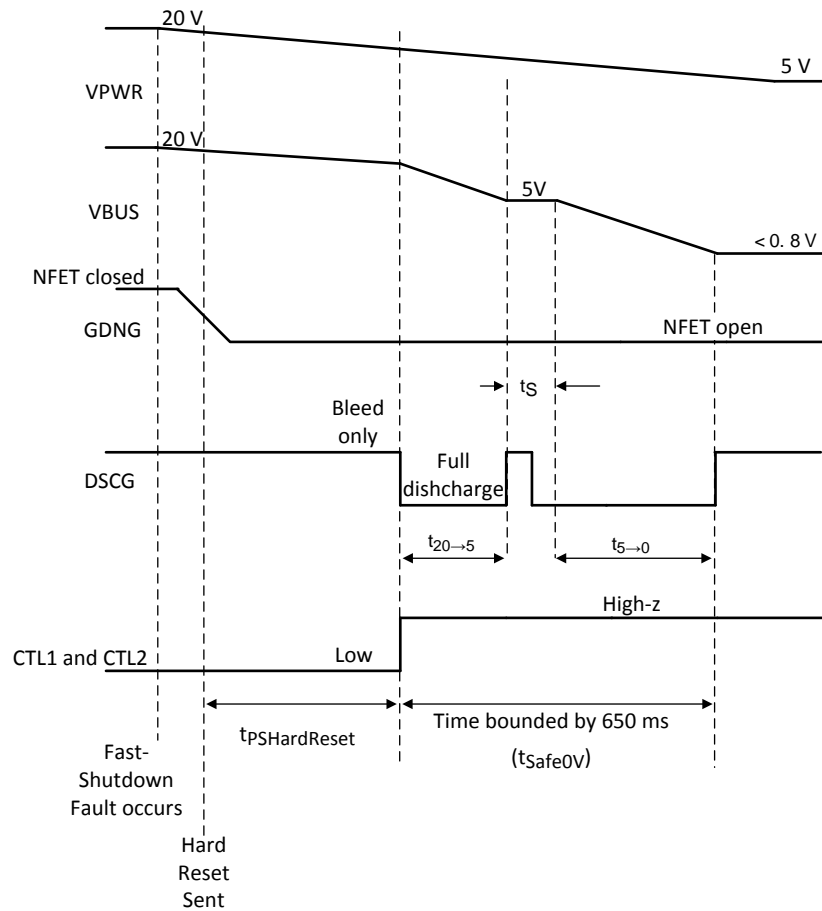 20 V
5 V
VPWR
20 V
5V
VBUS
< 0. 8 V
NFET closed
GDNG
NFET open
tS
Bleed
only
DSCG
Full
dishcharge
t20→5
t5→0
High-z
CTL1 and CTL2
Low
tPSHardReset
Time bounded by 650 ms
(tSafe0V)
Fast-
Shutdown
Fault occurs
Hard
Reset
Sent